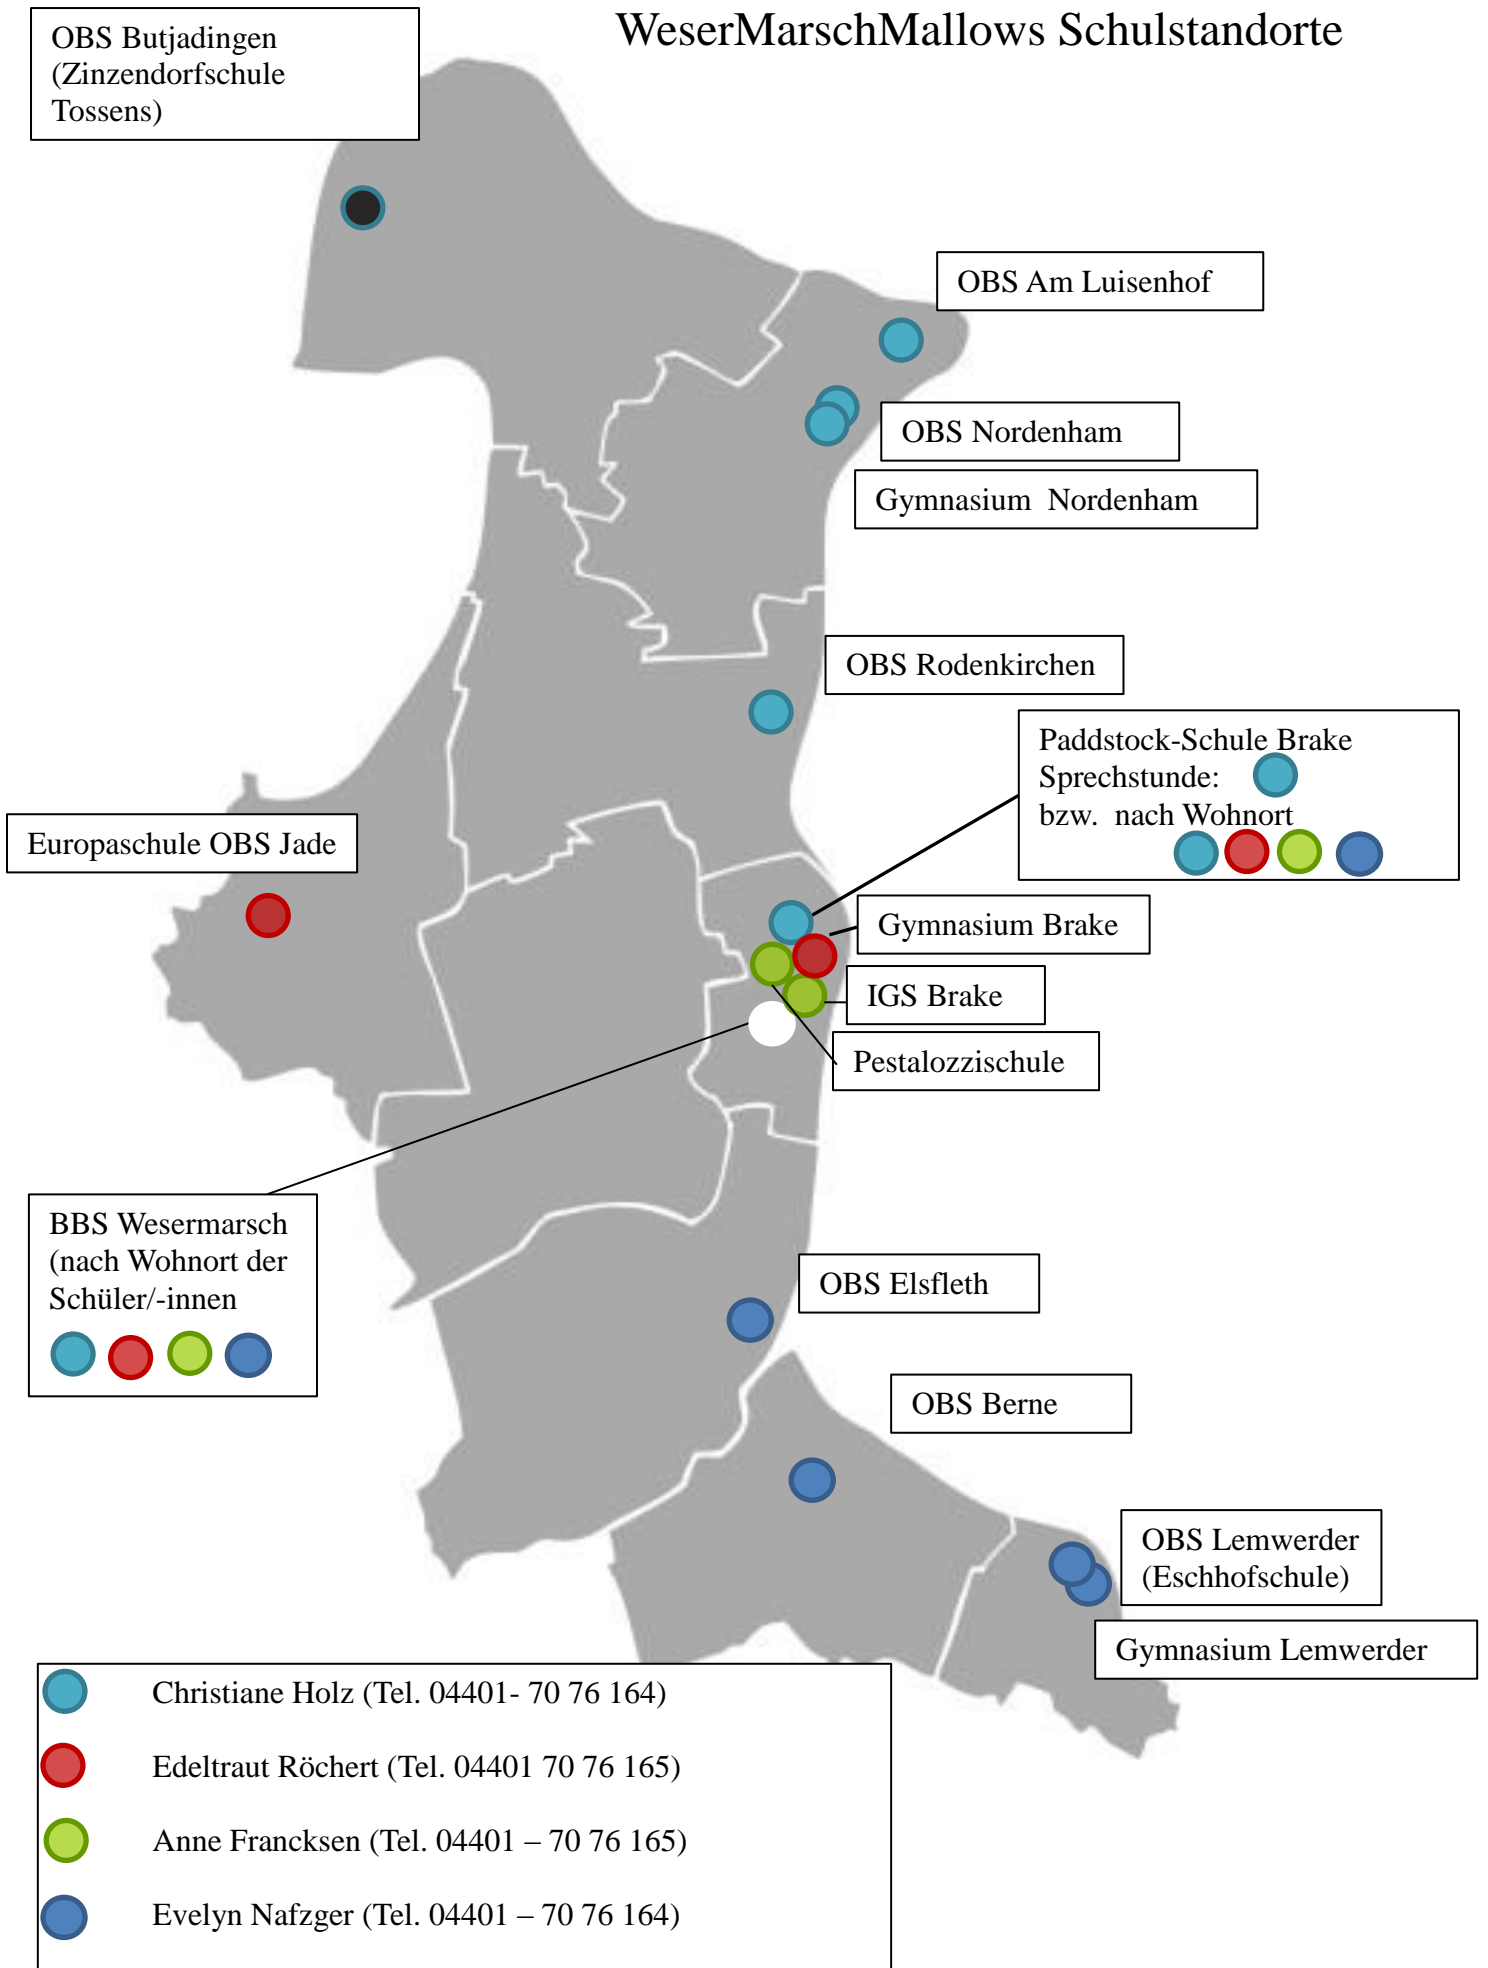 WeserMarschMallows Schulstandorte
OBS Butjadingen
(Zinzendorfschule
Tossens)
OBS Am Luisenhof
OBS Nordenham
Gymnasium  Nordenham
OBS Rodenkirchen
Paddstock-Schule Brake
Sprechstunde:
bzw.  nach Wohnort
Europaschule OBS Jade
Gymnasium Brake
IGS Brake
Pestalozzischule
BBS Wesermarsch
(nach Wohnort der
Schüler/-innen
OBS Elsfleth
OBS Berne
OBS Lemwerder
(Eschhofschule)
Gymnasium Lemwerder
Christiane Holz (Tel. 04401- 70 76 164)
Edeltraut Röchert (Tel. 04401 70 76 165)
Anne Francksen (Tel. 04401 – 70 76 165)
Evelyn Nafzger (Tel. 04401 – 70 76 164)